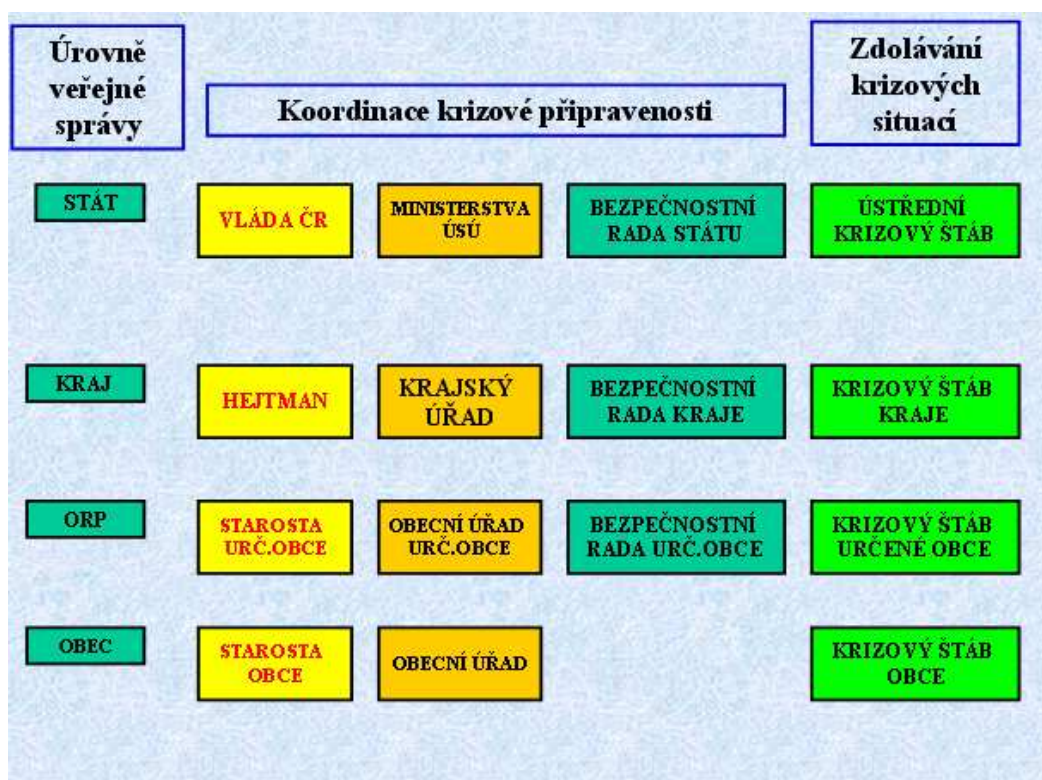 Úrovně
veřejné
správy
Koordinace krizové připravenosti
Zdolávání
krizových
situací
STÁT
VLÁDA ČR
MINISTERSTVA
ÚSÚ
BEZPEČNOSTNÍ
RADA STÁTU
ÚSTŘEDNÍ
KRIZOVÝ ŠTÁB
KRAJ
HEJTMAN
KRAJSKÝ
ÚŘAD
BEZPEČNOSTNÍ
RADA KRAJE
KRIZOVÝ ŠTÁB
KRAJE
ORP
STAROSTA
URČ.OBCE
OBECNÍ ÚŘAD
URČ.OBCE
BEZPEČNOSTNÍ
RADA URČ.OBCE
KRIZOVÝ ŠTÁB
URČENÉ OBCE
OBEC
STAROSTA
OBCE
OBECNÍ ÚŘAD
KRIZOVÝ ŠTÁB
OBCE